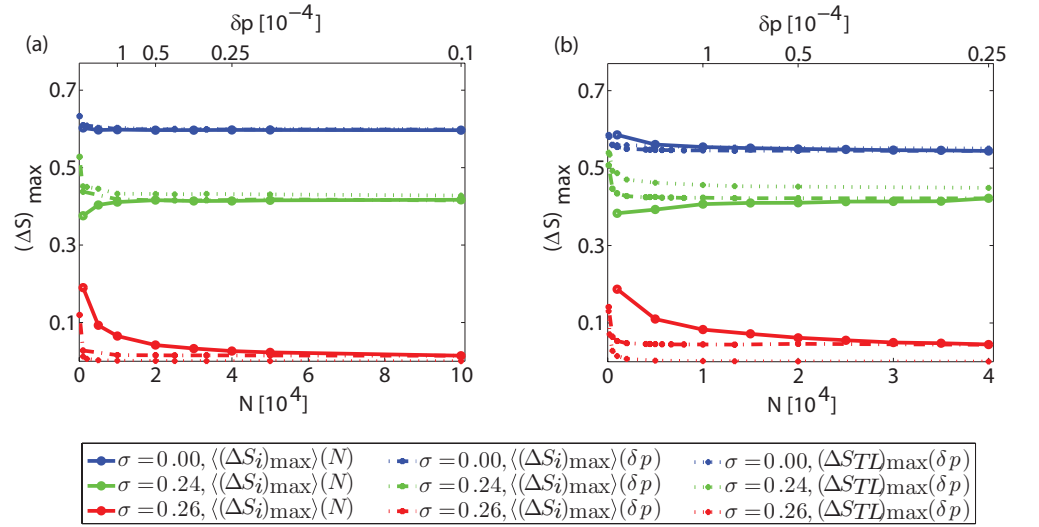 δp [10⁻⁴]
(a)
1 0.5 0.25 0.1
0.7
0.5
0.3
0.1
(ΔS) max
0 2 4 6 8 10
N [10⁴]
δp [10⁻⁴]
(b)
1 0.5 0.25
0.7
0.5
0.3
0.1
(ΔS) max
0 1 2 3 4
N [10⁴]
σ = 0.00, ⟨(ΔSi)max⟩(N) σ = 0.00, ⟨(ΔSi)max⟩(δp) σ = 0.00, (ΔSTL)max(δp)
σ = 0.24, ⟨(ΔSi)max⟩(N) σ = 0.24, ⟨(ΔSi)max⟩(δp) σ = 0.24, (ΔSTL)max(δp)
σ = 0.26, ⟨(ΔSi)max⟩(N) σ = 0.26, ⟨(ΔSi)max⟩(δp) σ = 0.26, (ΔSTL)max(δp)